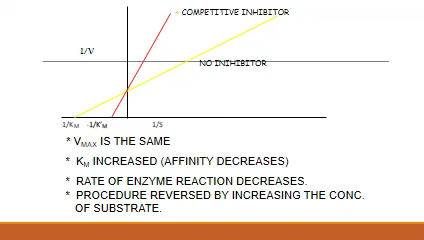 + COMPETITIVE INHIBITOR
1/V
NO INIHIBITOR
-1/KM -1/K'M 1/S
* VMAX IS THE SAME
* KM INCREASED (AFFINITY DECREASES)
* RATE OF ENZYME REACTION DECREASES.
* PROCEDURE REVERSED BY INCREASING THE CONC.
OF SUBSTRATE.